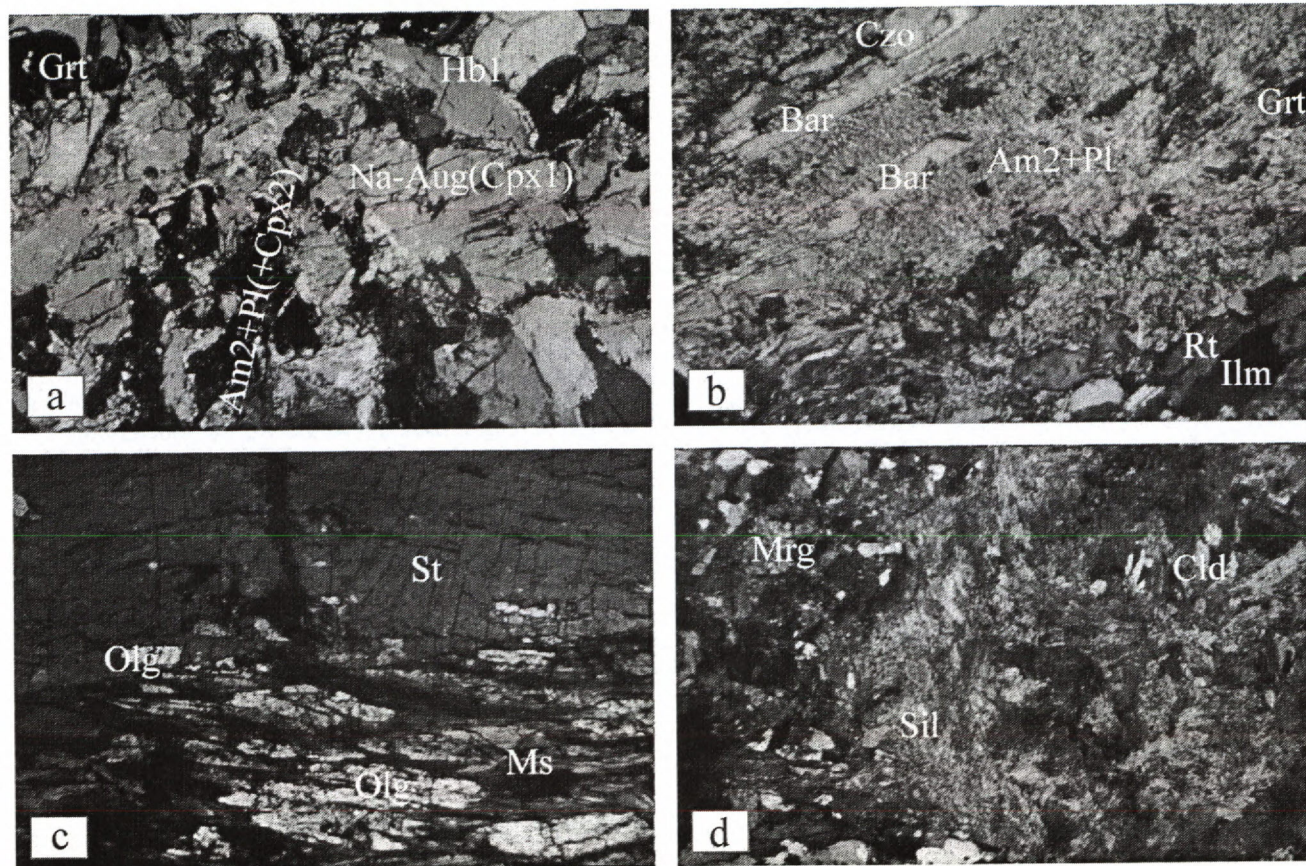 Grt
Hb1
Na-Aug(Cpx1)
Am2+Pl(+Cpx2)
a
Czo
Bar
Grt
Bar
Am2+Pl
Rt
Ilm
b
St
Olg
Ms
Olg
c
Mrg
Cld
Sil
d